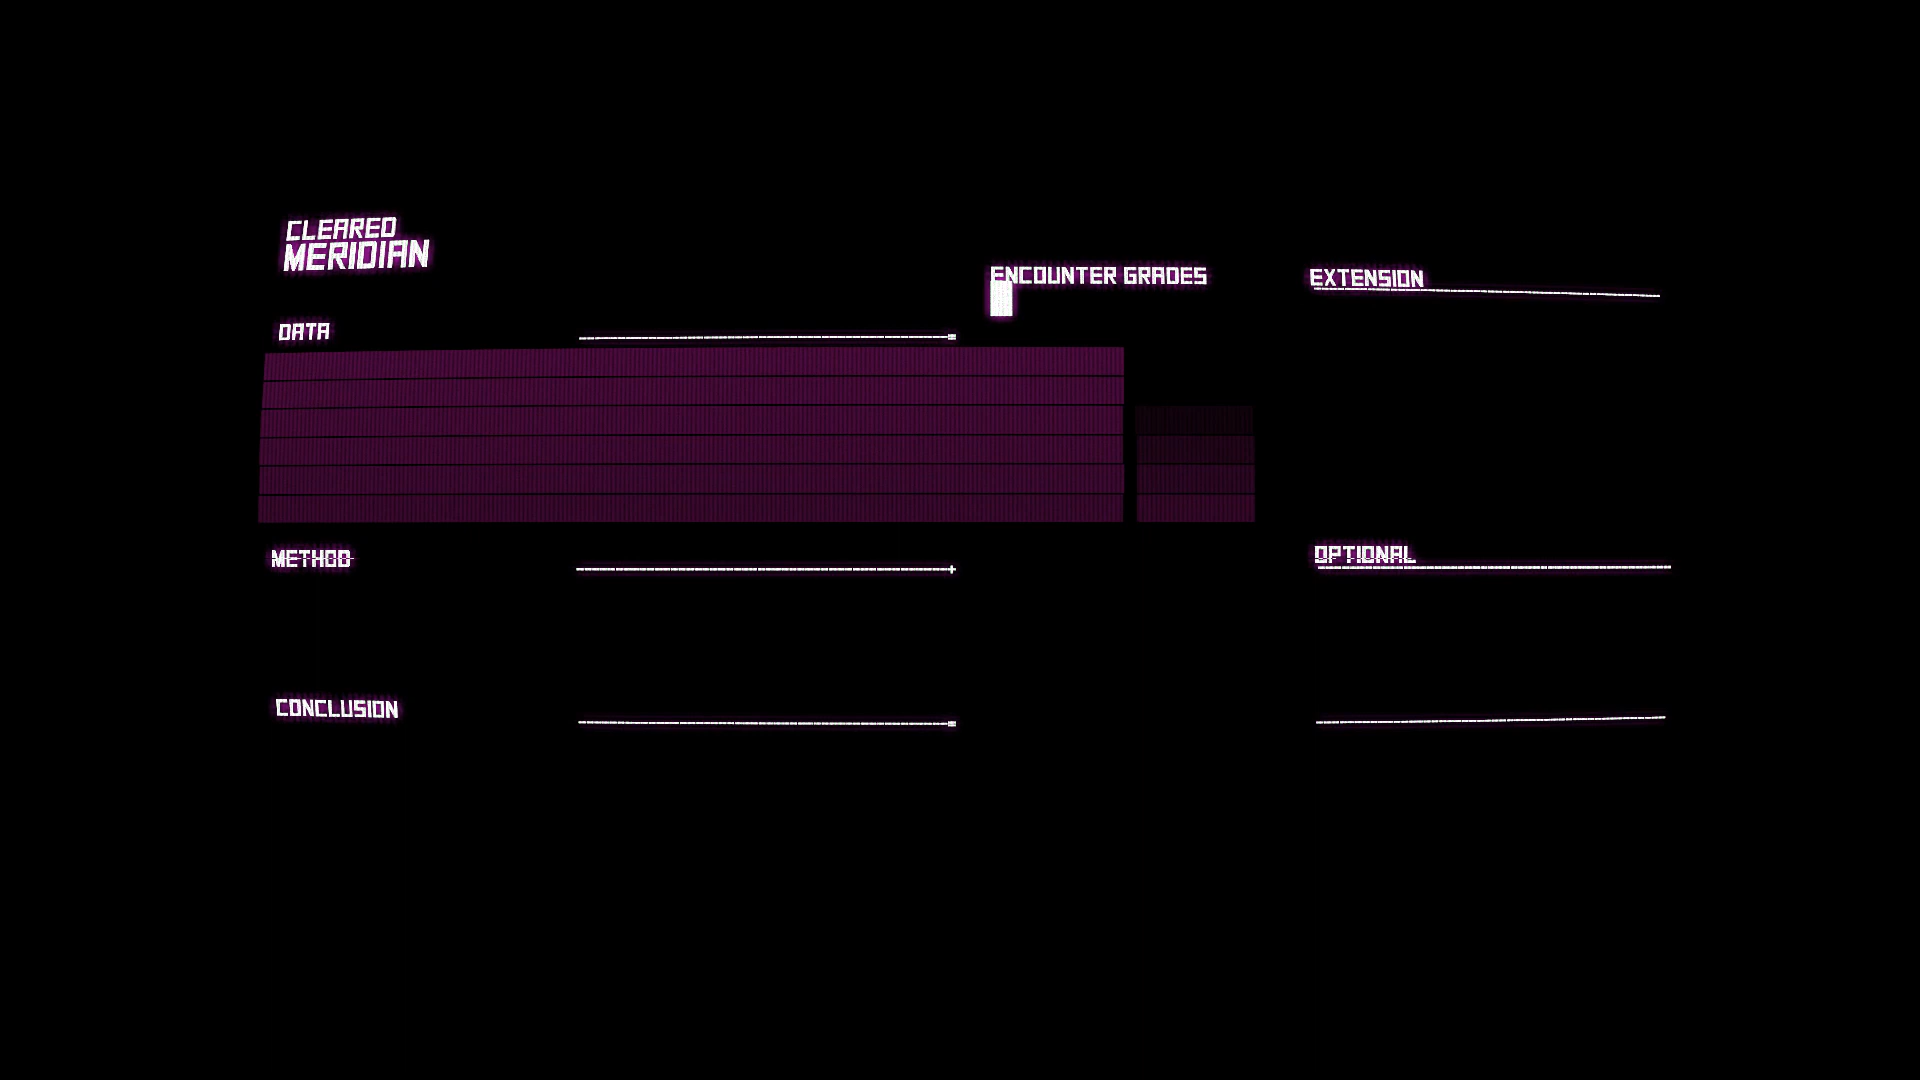 CLEARED
MERIDIAN
ENCOUNTER GRADES
EXTENSION
DATA
METHOD
OPTIONAL
CONCLUSION